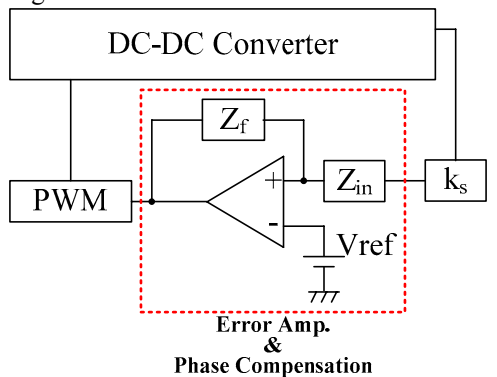 DC-DC Converter
Zf
+
Zin
ks
PWM
-
Vref
Error Amp.
&
Phase Compensation